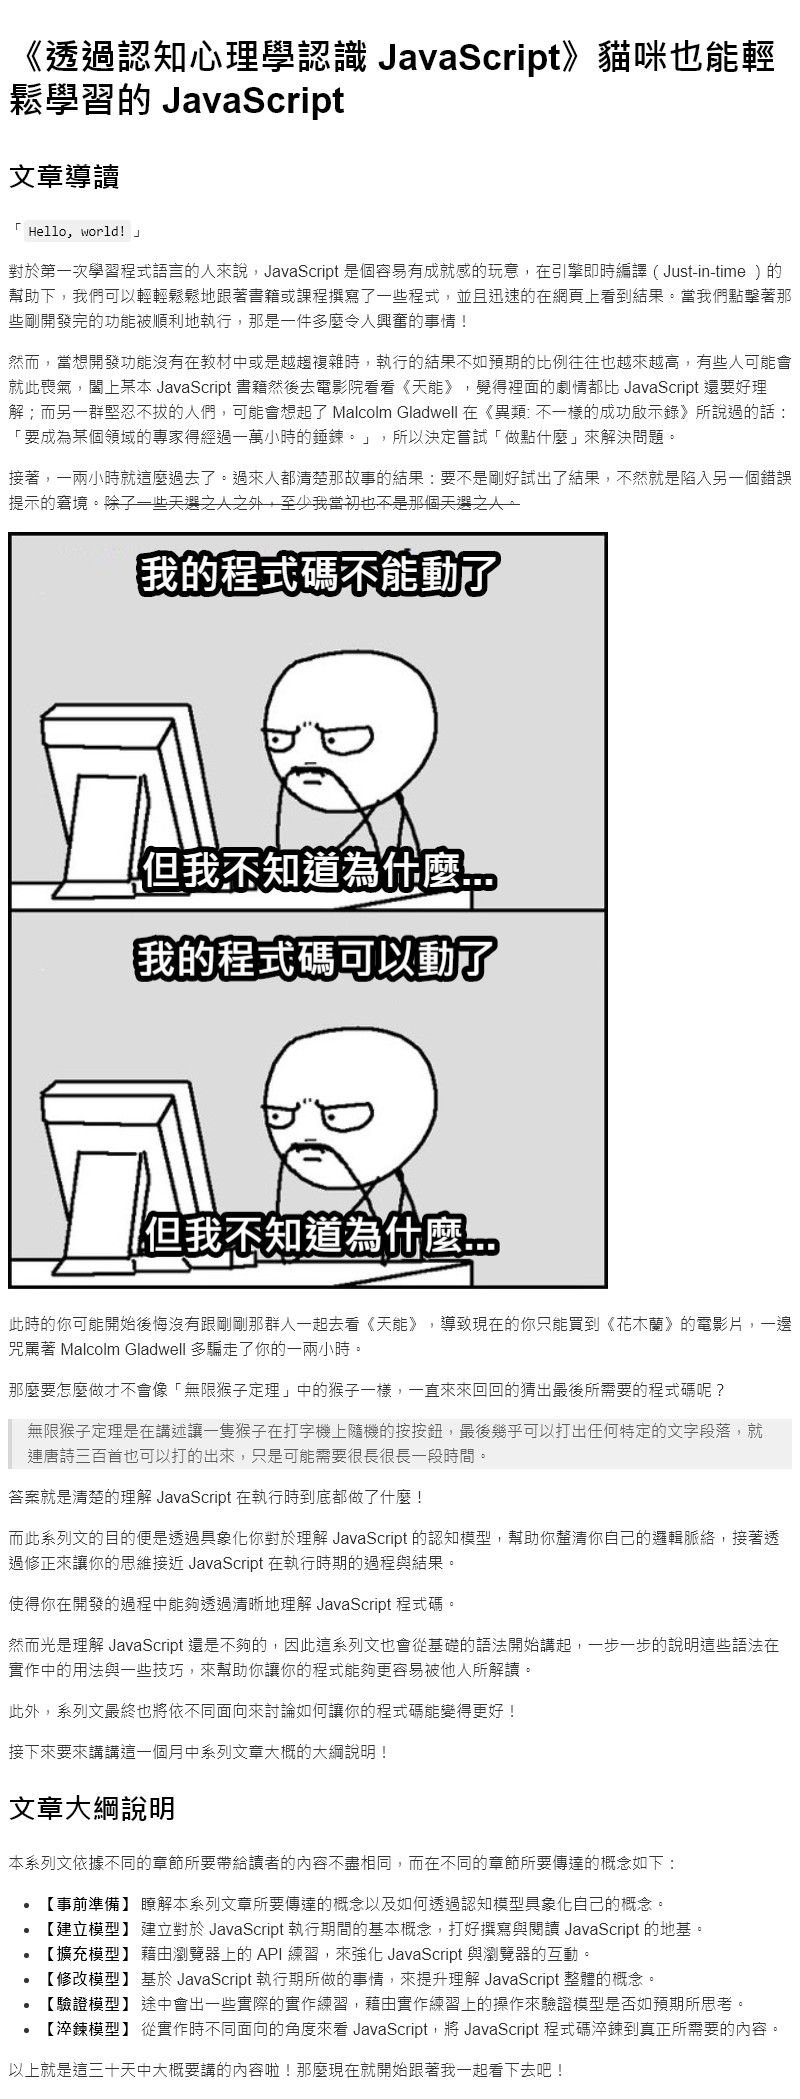 《透過認知心理學認識 JavaScript》貓咪也能輕
鬆學習的 JavaScript
文章導讀
「Hello, world!」
對於第一次學習程式語言的人來說，JavaScript 是個容易有成就感的玩意，在引擎即時編譯（Just-in-time ）的
幫助下，我們可以輕輕鬆鬆地跟著書籍或課程撰寫了一些程式，並且迅速的在網頁上看到結果。當我們點擊著那
些剛開發完的功能被順利地執行，那是一件多麼令人興奮的事情！
然而，當想開發功能沒有在教材中或是越趨複雜時，執行的結果不如預期的比例往往也越來越高，有些人可能會
就此喪氣，闔上某本 JavaScript 書籍然後去電影院看看《天能》，覺得裡面的劇情都比 JavaScript 還要好理
解；而另一群堅忍不拔的人們，可能會想起了 Malcolm Gladwell 在《異類: 不一樣的成功啟示錄》所說過的話：
「要成為某個領域的專家得經過一萬小時的錘鍊。」，所以決定嘗試「做點什麼」來解決問題。
接著，一兩小時就這麼過去了。過來人都清楚那故事的結果：要不是剛好試出了結果，不然就是陷入另一個錯誤
提示的窘境。除了一些天選之人之外，至少我當初也不是那個天選之人。
我的程式碼不能動了
但我不知道為什麼...
我的程式碼可以動了
但我不知道為什麼...
此時的你可能開始後悔沒有跟剛剛那群人一起去看《天能》，導致現在的你只能買到《花木蘭》的電影片，一邊
咒罵著 Malcolm Gladwell 多騙走了你的一兩小時。
那麼要怎麼做才不會像「無限猴子定理」中的猴子一樣，一直來來回回的猜出最後所需要的程式碼呢？
無限猴子定理是在講述讓一隻猴子在打字機上隨機的按按鈕，最後幾乎可以打出任何特定的文字段落，就
連唐詩三百首也可以打的出來，只是可能需要很長很長一段時間。
答案就是清楚的理解 JavaScript 在執行時到底都做了什麼！
而此系列文的目的便是透過具象化你對於理解 JavaScript 的認知模型，幫助你釐清你自己的邏輯脈絡，接著透
過修正來讓你的思維接近 JavaScript 在執行時期的過程與結果。
使得你在開發的過程中能夠透過清晰地理解 JavaScript 程式碼。
然而光是理解 JavaScript 還是不夠的，因此這系列文也會從基礎的語法開始講起，一步一步的說明這些語法在
實作中的用法與一些技巧，來幫助你讓你的程式能夠更容易被他人所解讀。
此外，系列文最終也將依不同面向來討論如何讓你的程式碼能變得更好！
接下來要來講講這一個月中系列文章大概的大綱說明！
文章大綱說明
本系列文依據不同的章節所要帶給讀者的內容不盡相同，而在不同的章節所要傳達的概念如下：
• 【事前準備】 瞭解本系列文章所要傳達的概念以及如何透過認知模型具象化自己的概念。
• 【建立模型】 建立對於 JavaScript 執行期間的基本概念，打好撰寫與閱讀 JavaScript 的地基。
• 【擴充模型】 藉由瀏覽器上的 API 練習，來強化 JavaScript 與瀏覽器的互動。
• 【修改模型】 基於 JavaScript 執行期所做的事情，來提升理解 JavaScript 整體的概念。
• 【驗證模型】 途中會出一些實際的實作練習，藉由實作練習上的操作來驗證模型是否如預期所思考。
• 【淬鍊模型】 從實作時不同面向的角度來看 JavaScript，將 JavaScript 程式碼淬鍊到真正所需要的內容。
以上就是這三十天中大概要講的內容啦！那麼現在就開始跟著我一起看下去吧！